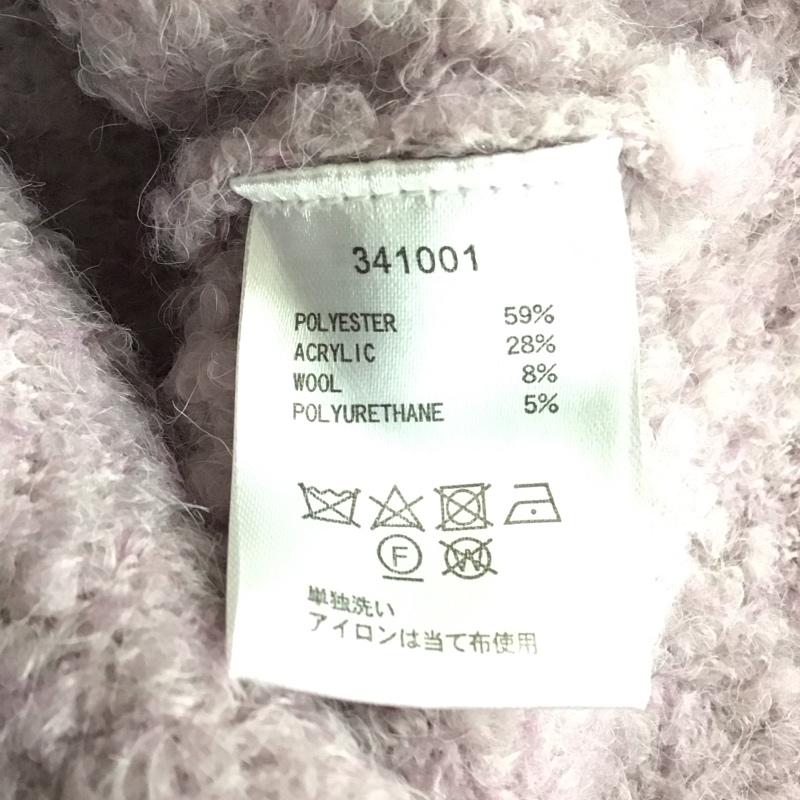 341001
POLYESTER 59%
ACRYLIC 28%
WOOL 8%
POLYURETHANE 5%
F W
単独洗い
アイロンは当て布使用